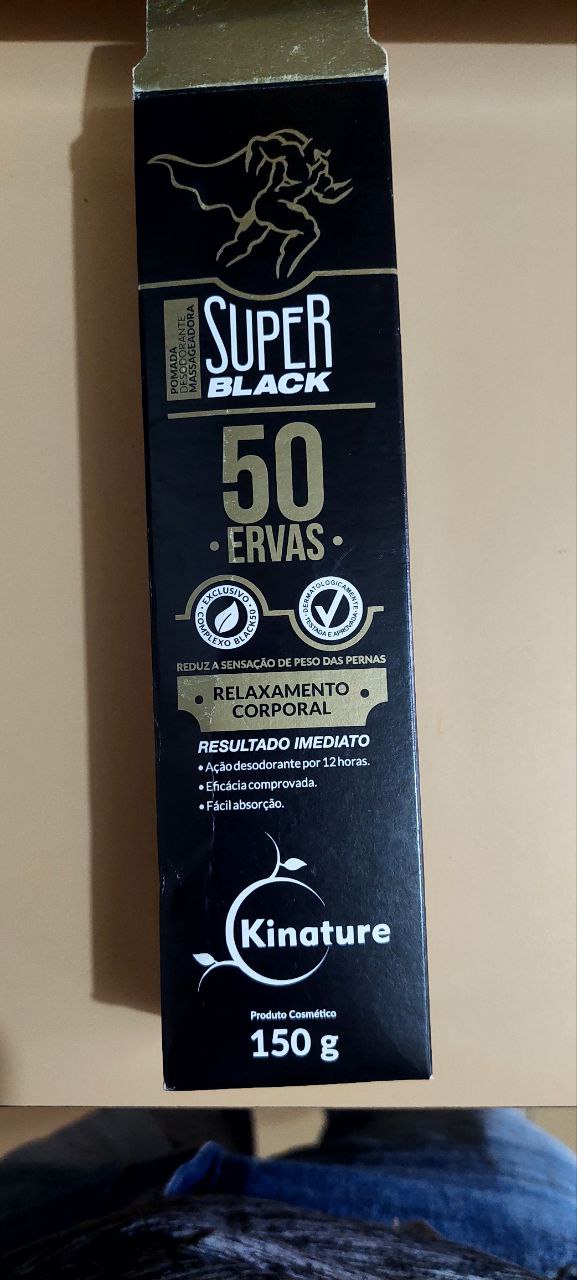 POMADA
DESODORANTE
MASSAGEADORA
SUPER
BLACK
50
• ERVAS •
• EXCLUSIVO •
COMPLEXO BLACK50
• DERMATOLOGICAMENTE •
TESTADA E APROVADA
REDUZ A SENSAÇÃO DE PESO DAS PERNAS
• RELAXAMENTO •
CORPORAL
RESULTADO IMEDIATO
• Ação desodorante por 12 horas.
• Eficácia comprovada.
• Fácil absorção.
Kinature
Produto Cosmético
150 g